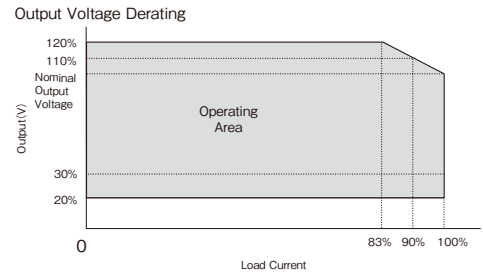 Output Voltage Derating
120%
110%
Nominal
Output
Voltage
Output(V)
Operating
Area
30%
20%
0
83% 90% 100%
Load Current